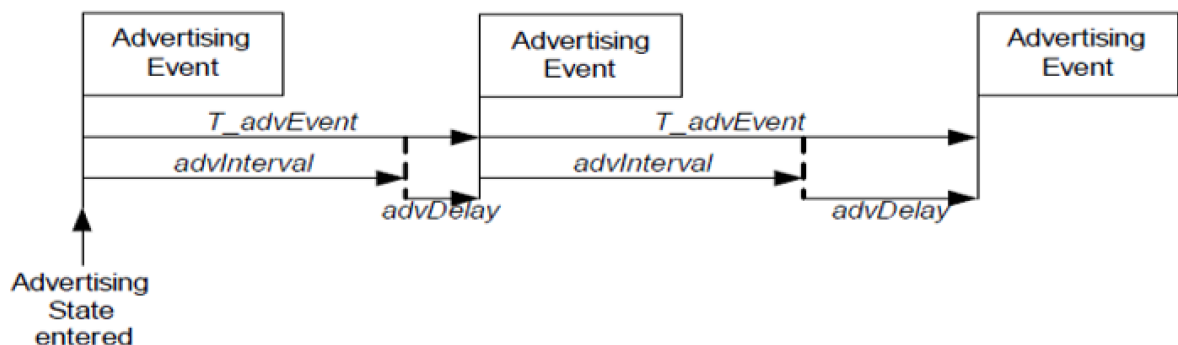 Advertising
Event
Advertising
Event
Advertising
Event
T_advEvent
T_advEvent
advInterval
advInterval
advDelay
advDelay
Advertising
State
entered